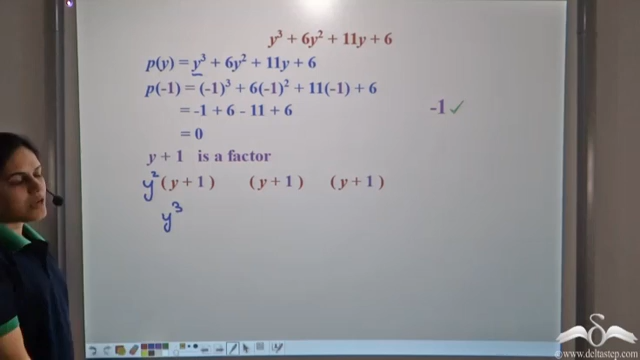 y³ + 6y² + 11y + 6
p(y) = y³ + 6y² + 11y + 6
p(-1) = (-1)³ + 6(-1)² + 11(-1) + 6
= -1 + 6 - 11 + 6
-1 ✓
= 0
y + 1 is a factor
y² (y + 1) (y + 1) (y + 1)
y³
©www.deltastep.com